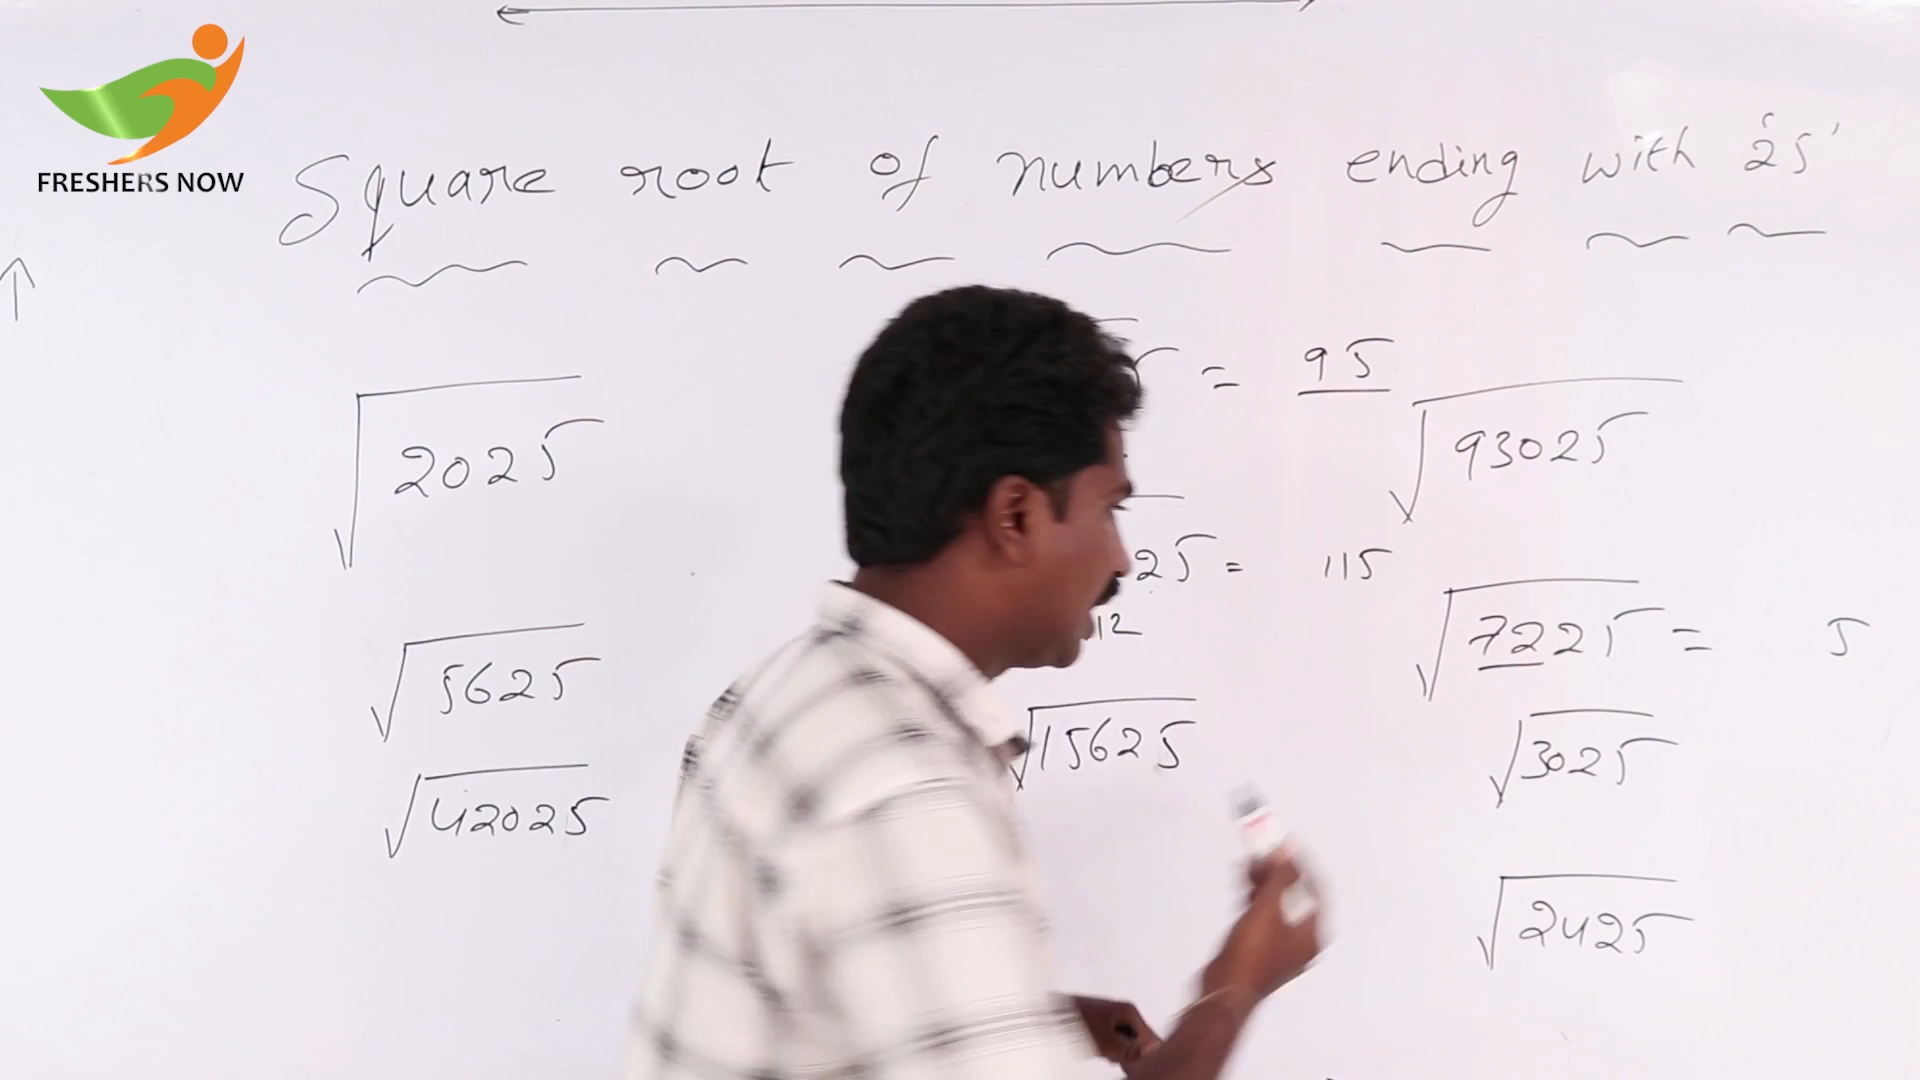 FRESHERS NOW
Square root of numbers ending with '25'
√2025
5 = 95
√93025
25 = 115
12
√5625
√7225 = 5
√15625
√3025
√42025
√2425